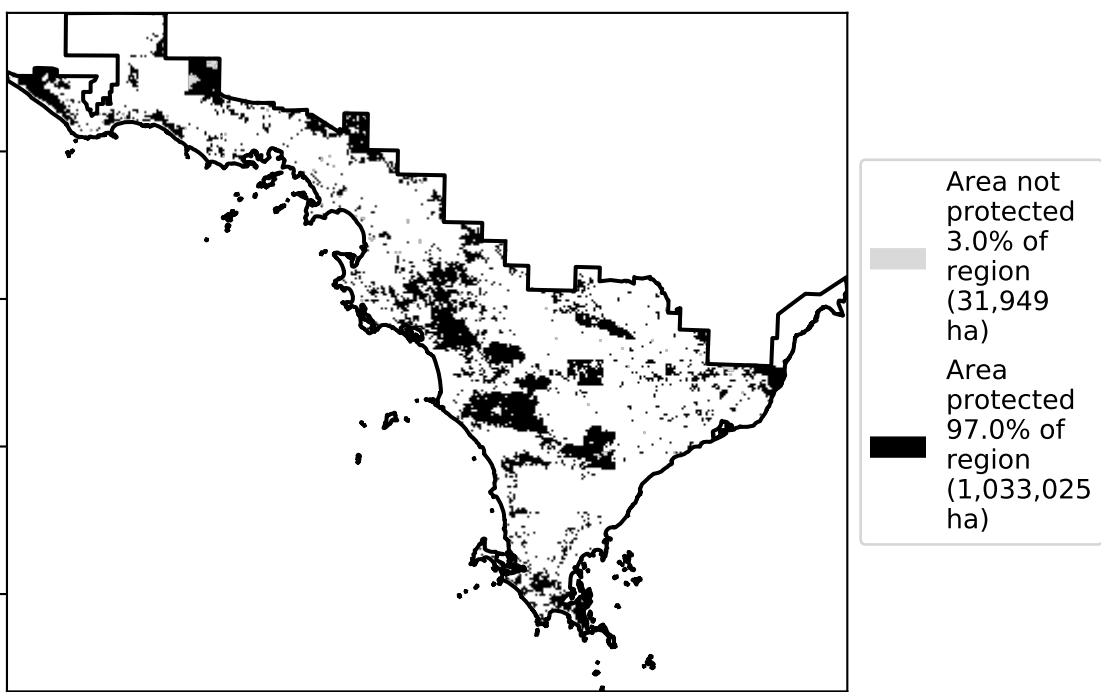 Area not
protected
3.0% of
region
(31,949
ha)
Area
protected
97.0% of
region
(1,033,025
ha)